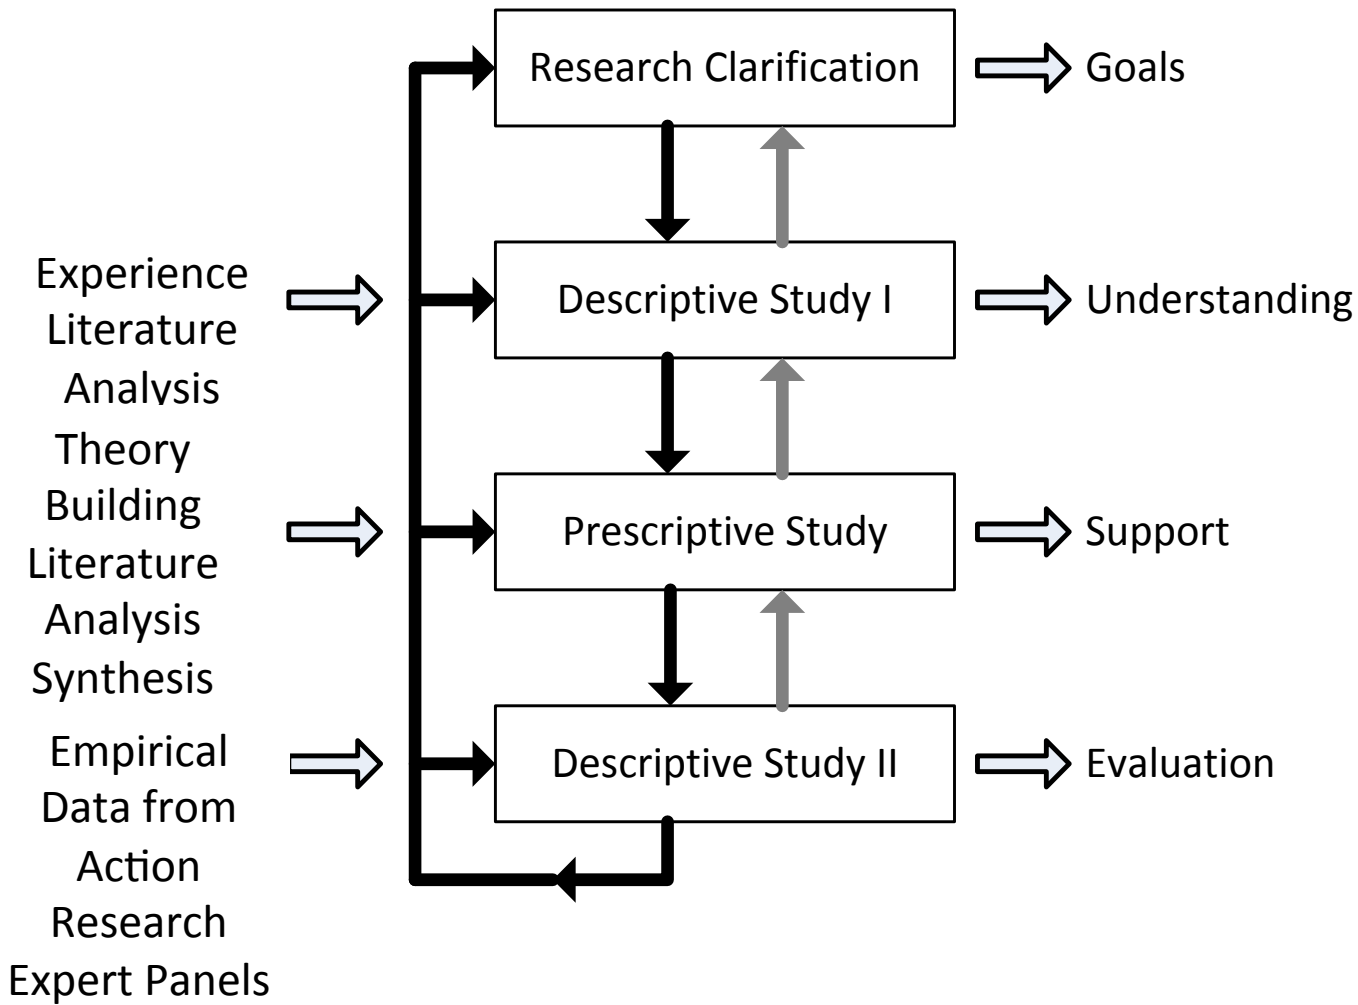 Research Clarification
Goals
Experience
Literature
Analysis
Descriptive Study I
Understanding
Theory
Building
Literature
Analysis
Synthesis
Prescriptive Study
Support
Empirical
Data from
Action
Research
Expert Panels
Descriptive Study II
Evaluation